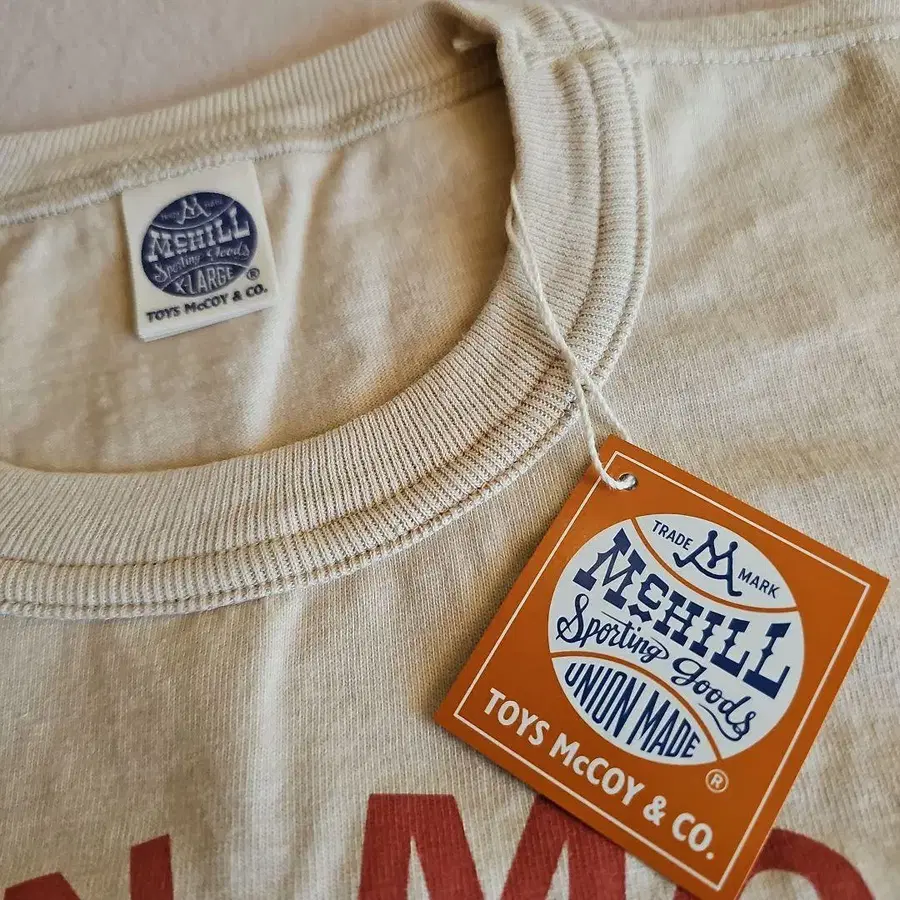 TRADE MARK
McHILL
Sporting Goods
X-LARGE
®
TOYS McCOY & CO.
TRADE MARK
McHILL
Sporting Goods
UNION MADE
®
TOYS McCOY & CO.